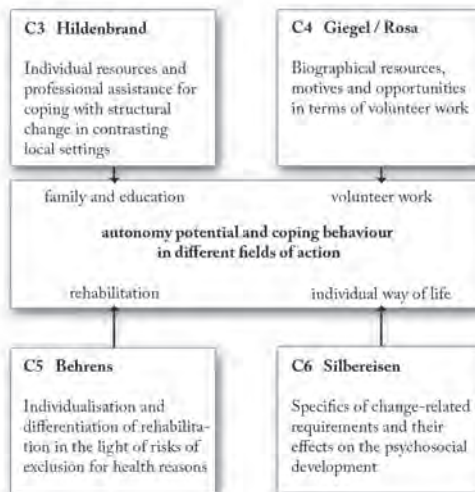 C3 Hildenbrand
Individual resources and
professional assistance for
coping with structural
change in contrasting
local settings
C4 Giegel / Rosa
Biographical resources,
motives and opportunities
in terms of volunteer work
family and education
volunteer work
autonomy potential and coping behaviour
in different fields of action
rehabilitation
individual way of life
C5 Behrens
Individualisation and
differentiation of rehabilita-
tion in the light of risks of
exclusion for health reasons
C6 Silbereisen
Specifics of change-related
requirements and their
effects on the psychosocial
development